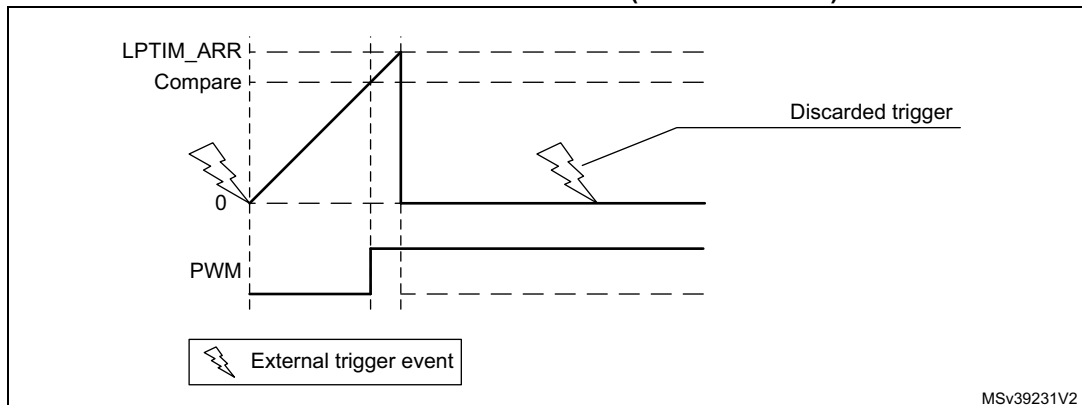 LPTIM_ARR
Compare
Discarded trigger
0
PWM
External trigger event
MSv39231V2